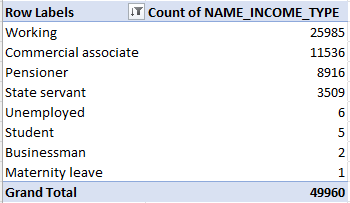 Row Labels Count of NAME_INCOME_TYPE
Working 25985
Commercial associate 11536
Pensioner 8916
State servant 3509
Unemployed 6
Student 5
Businessman 2
Maternity leave 1
Grand Total 49960